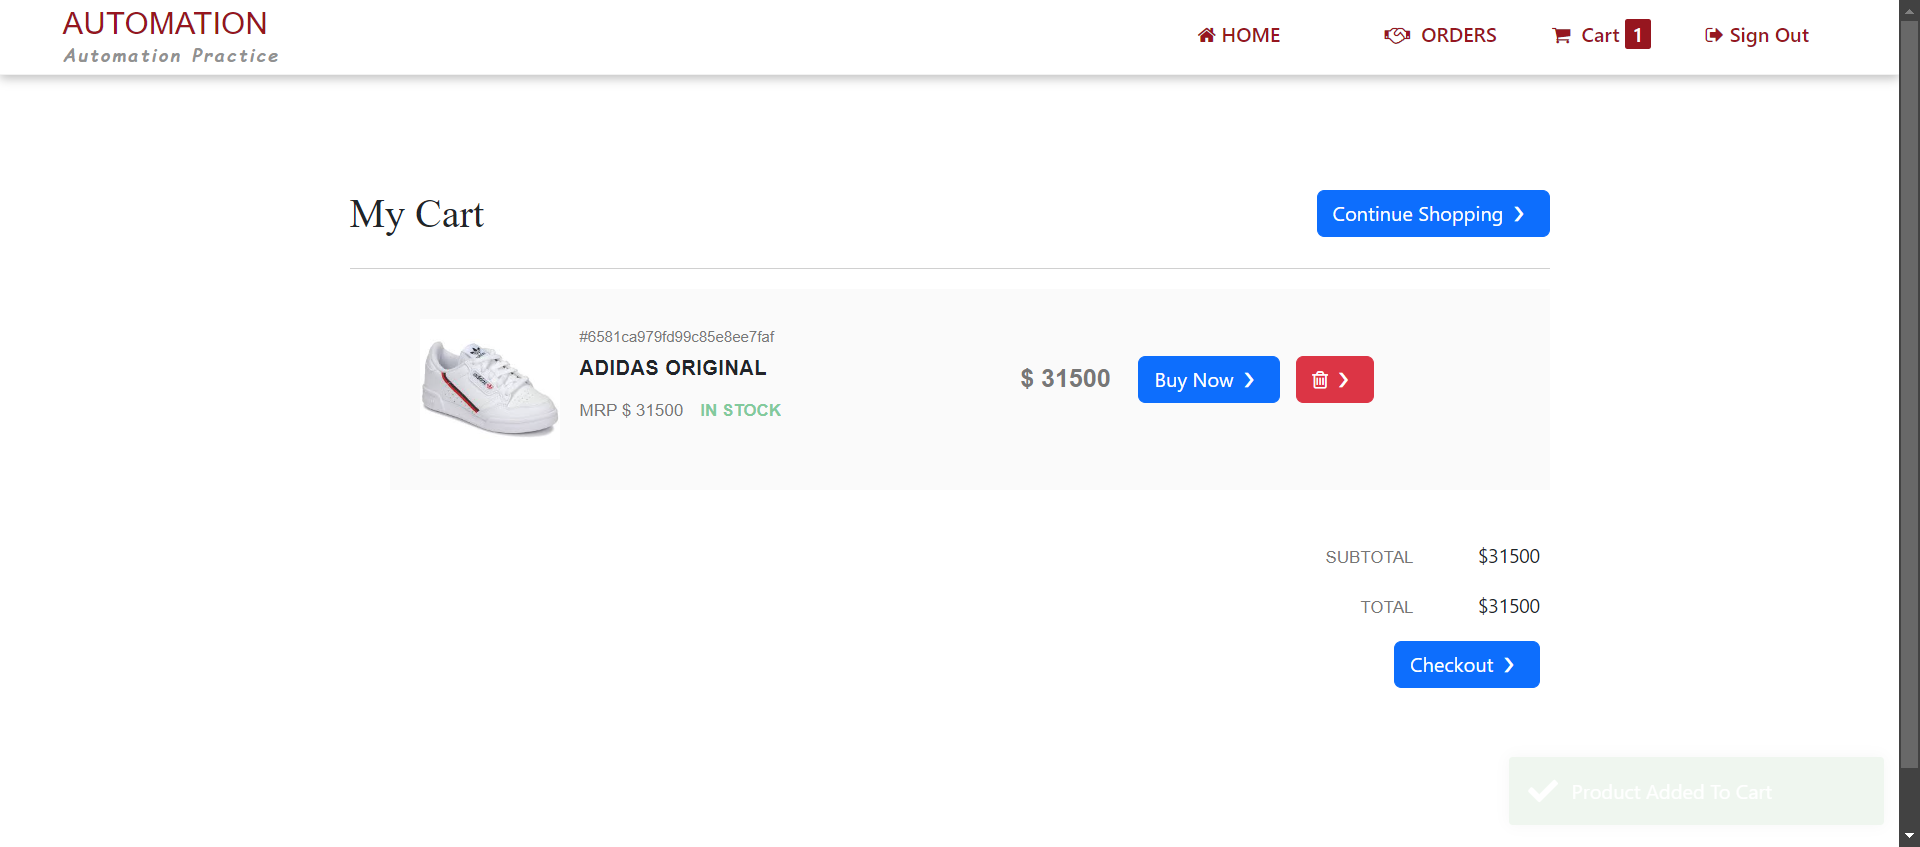 AUTOMATION
Automation Practice
HOME
ORDERS
Cart 1
Sign Out
My Cart
Continue Shopping ❯
#6581ca979fd99c85e8ee7faf
ADIDAS ORIGINAL
MRP $ 31500 IN STOCK
$ 31500
Buy Now ❯
❯
SUBTOTAL $31500
TOTAL $31500
Checkout ❯
Product Added To Cart